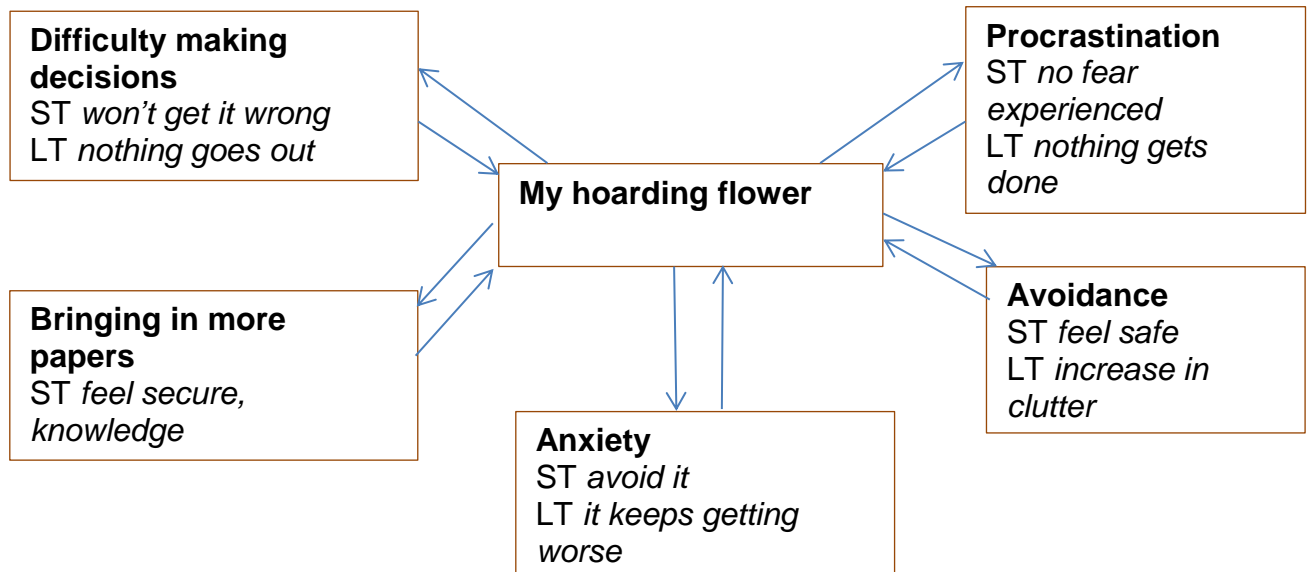 Difficulty making
decisions
ST won’t get it wrong
LT nothing goes out
Procrastination
ST no fear
experienced
LT nothing gets
done
My hoarding flower
Bringing in more
papers
ST feel secure,
knowledge
Avoidance
ST feel safe
LT increase in
clutter
Anxiety
ST avoid it
LT it keeps getting
worse